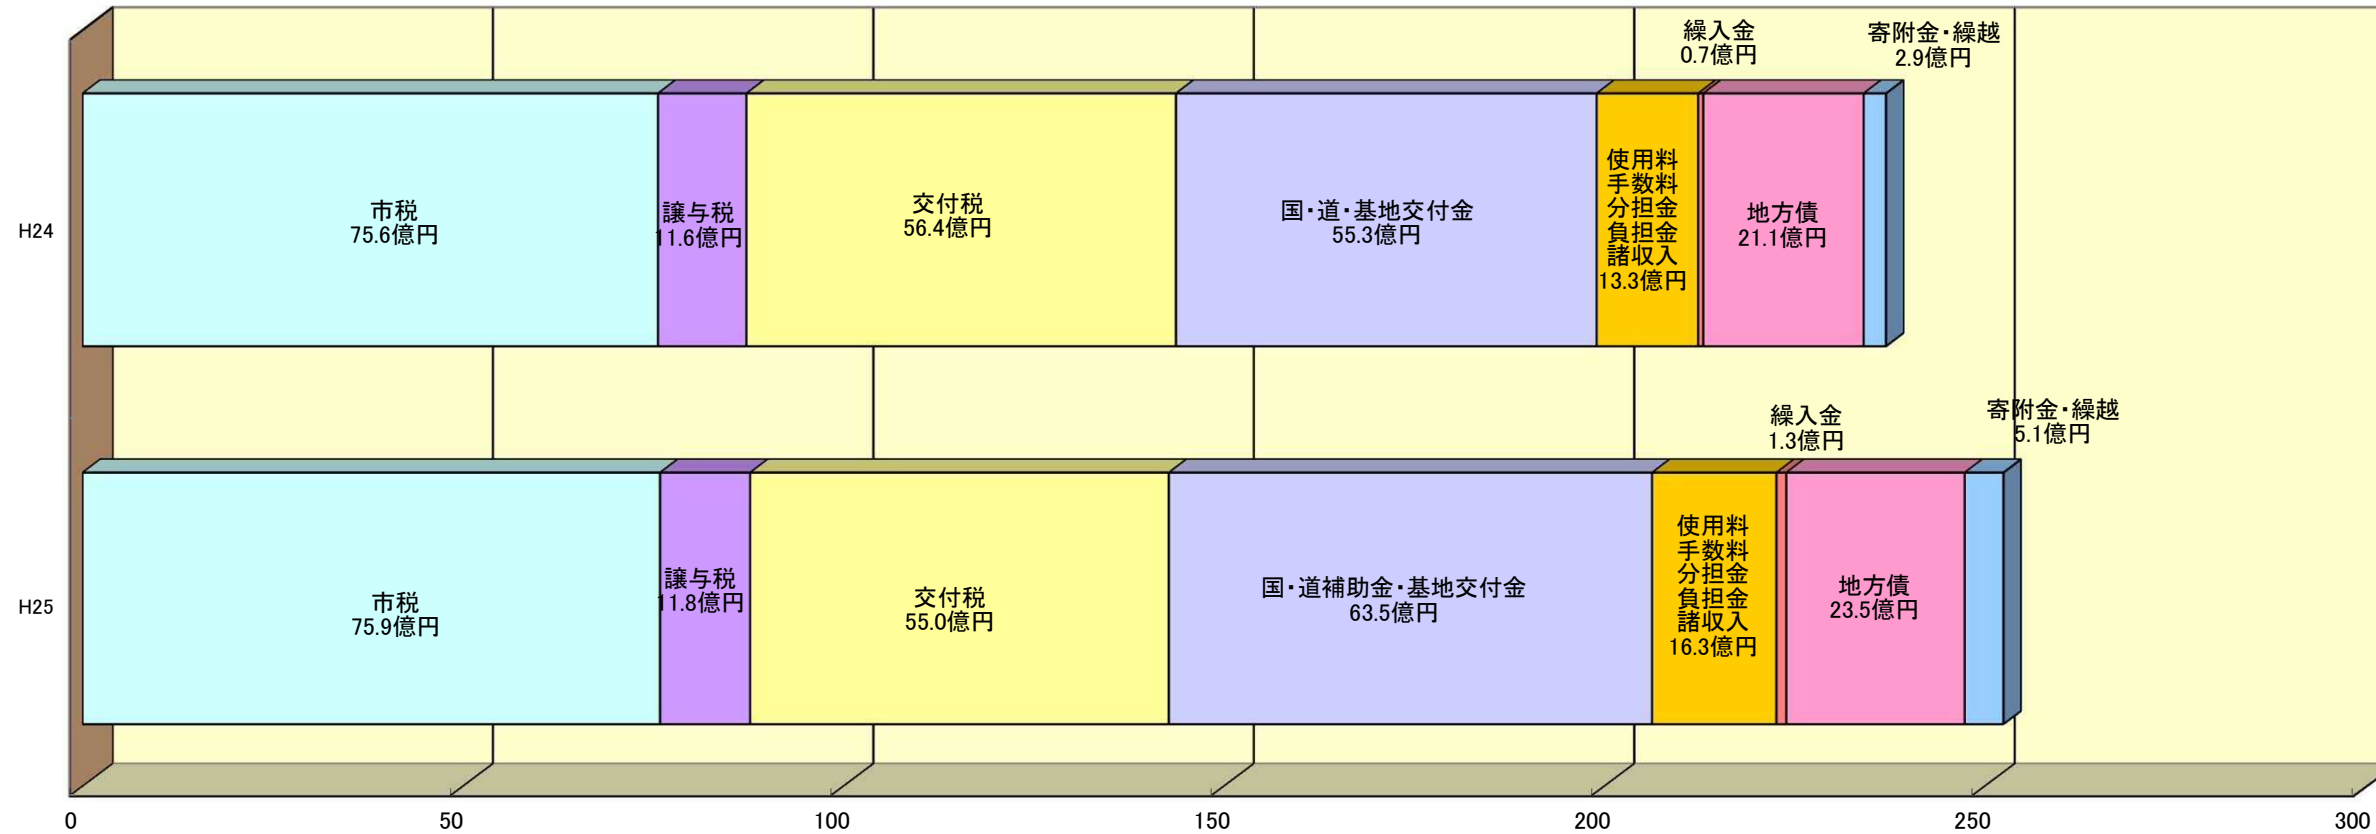 繰入金
0.7億円
寄附金・繰越
2.9億円
H24
市税
75.6億円
譲与税
11.6億円
交付税
56.4億円
国・道・基地交付金
55.3億円
使用料
手数料
分担金
負担金
諸収入
13.3億円
地方債
21.1億円
繰入金
1.3億円
寄附金・繰越
5.1億円
H25
市税
75.9億円
譲与税
11.8億円
交付税
55.0億円
国・道補助金・基地交付金
63.5億円
使用料
手数料
分担金
負担金
諸収入
16.3億円
地方債
23.5億円
0 50 100 150 200 250 300